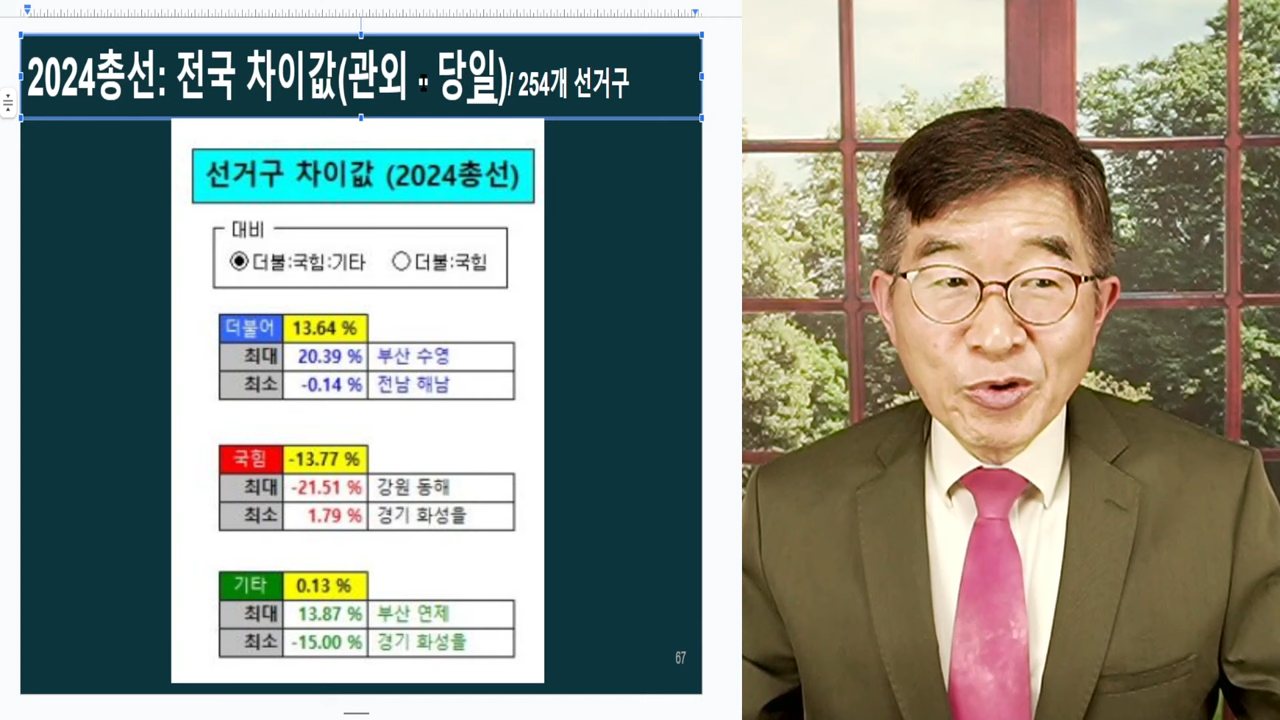 2024총선: 전국 차이값(관외 - 당일)/ 254개 선거구
선거구 차이값 (2024총선)
대비
더불:국힘:기타 더불:국힘
더불어 13.64 %
최대 20.39 % 부산 수영
최소 -0.14 % 전남 해남
국힘 -13.77 %
최대 -21.51 % 강원 동해
최소 1.79 % 경기 화성을
기타 0.13 %
최대 13.87 % 부산 연제
최소 -15.00 % 경기 화성을
67